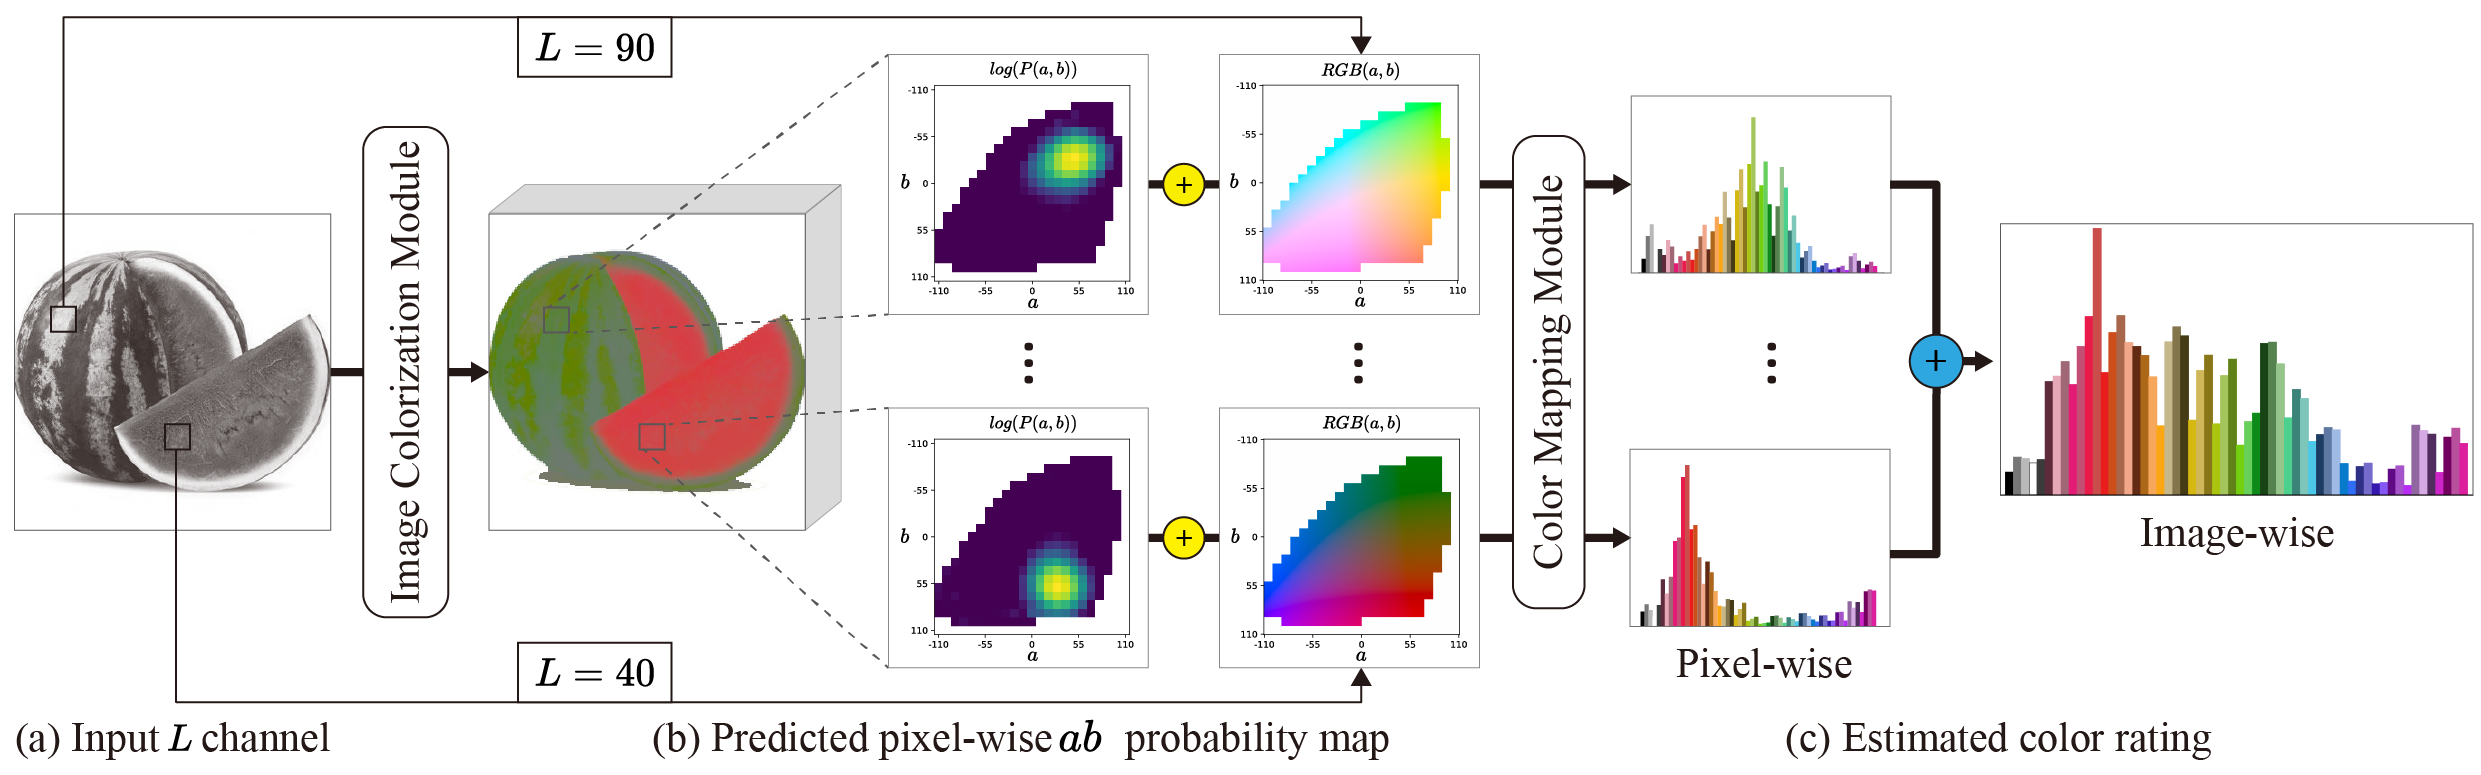 L = 90
Image Colorization Module
log(P(a, b))
-110
-55
b 0
55
110
-110 -55 0 55 110
a
+
RGB(a, b)
-110
-55
b 0
55
110
-110 -55 0 55 110
a
log(P(a, b))
-110
-55
b 0
55
110
-110 -55 0 55 110
a
+
RGB(a, b)
-110
-55
b 0
55
110
-110 -55 0 55 110
a
Color Mapping Module
+
Image-wise
Pixel-wise
L = 40
(a) Input L channel
(b) Predicted pixel-wise ab probability map
(c) Estimated color rating